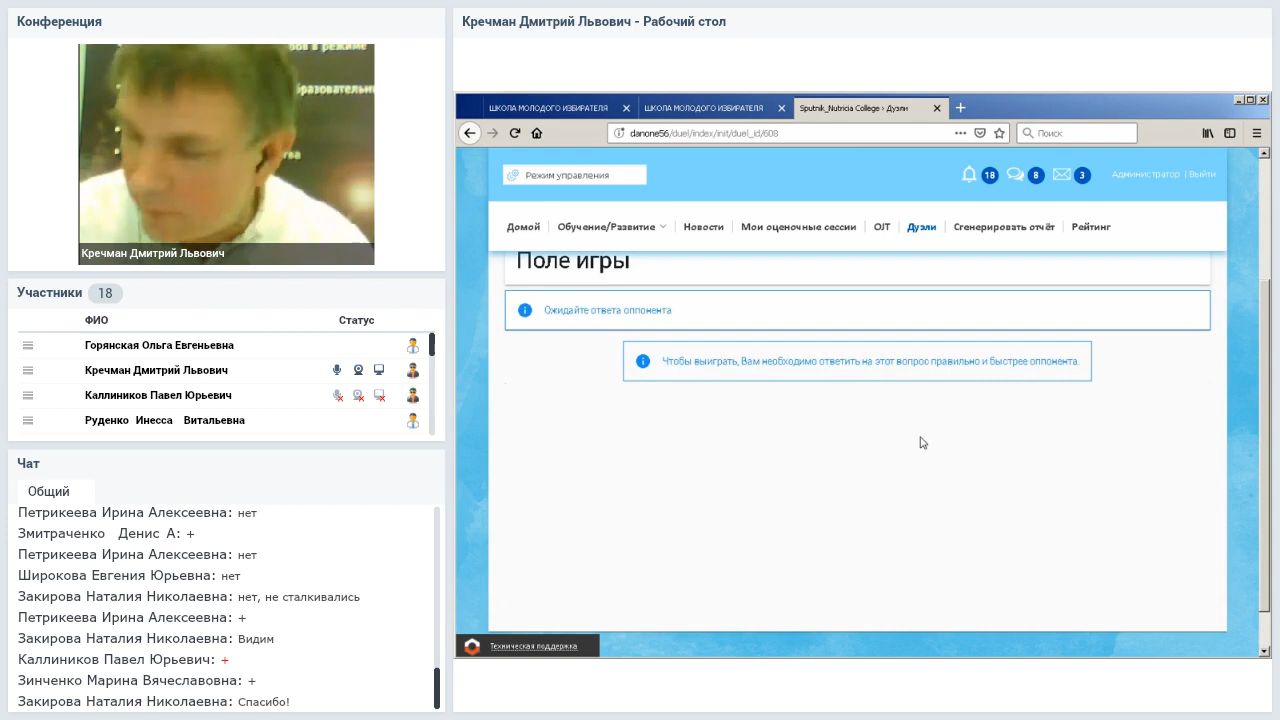 Конференция
Кречман Дмитрий Львович
Участники 18
ФИО Статус
Горянская Ольга Евгеньевна
Кречман Дмитрий Львович
Каллиников Павел Юрьевич
Руденко Инесса Витальевна
Чат
Общий
Петрикеева Ирина Алексеевна: нет
Змитраченко Денис А: +
Петрикеева Ирина Алексеевна: нет
Широкова Евгения Юрьевна: нет
Закирова Наталия Николаевна: нет, не сталкивались
Петрикеева Ирина Алексеевна: +
Закирова Наталия Николаевна: Видим
Каллиников Павел Юрьевич: +
Зинченко Марина Вячеславовна: +
Закирова Наталия Николаевна: Спасибо!
Кречман Дмитрий Львович - Рабочий стол
ШКОЛА МОЛОДОГО ИЗБИРАТЕЛЯ ШКОЛА МОЛОДОГО ИЗБИРАТЕЛЯ Sputnik_Nutricia College › Дуэли
danone56/duel/index/init/duel_id/608 Поиск
Режим управления 18 8 3 Администратор | Выйти
Домой Обучение/Развитие Новости Мои оценочные сессии OJT Дуэли Сгенерировать отчёт Рейтинг
Поле игры
Ожидайте ответа оппонента
Чтобы выиграть, Вам необходимо ответить на этот вопрос правильно и быстрее оппонента.
Техническая поддержка